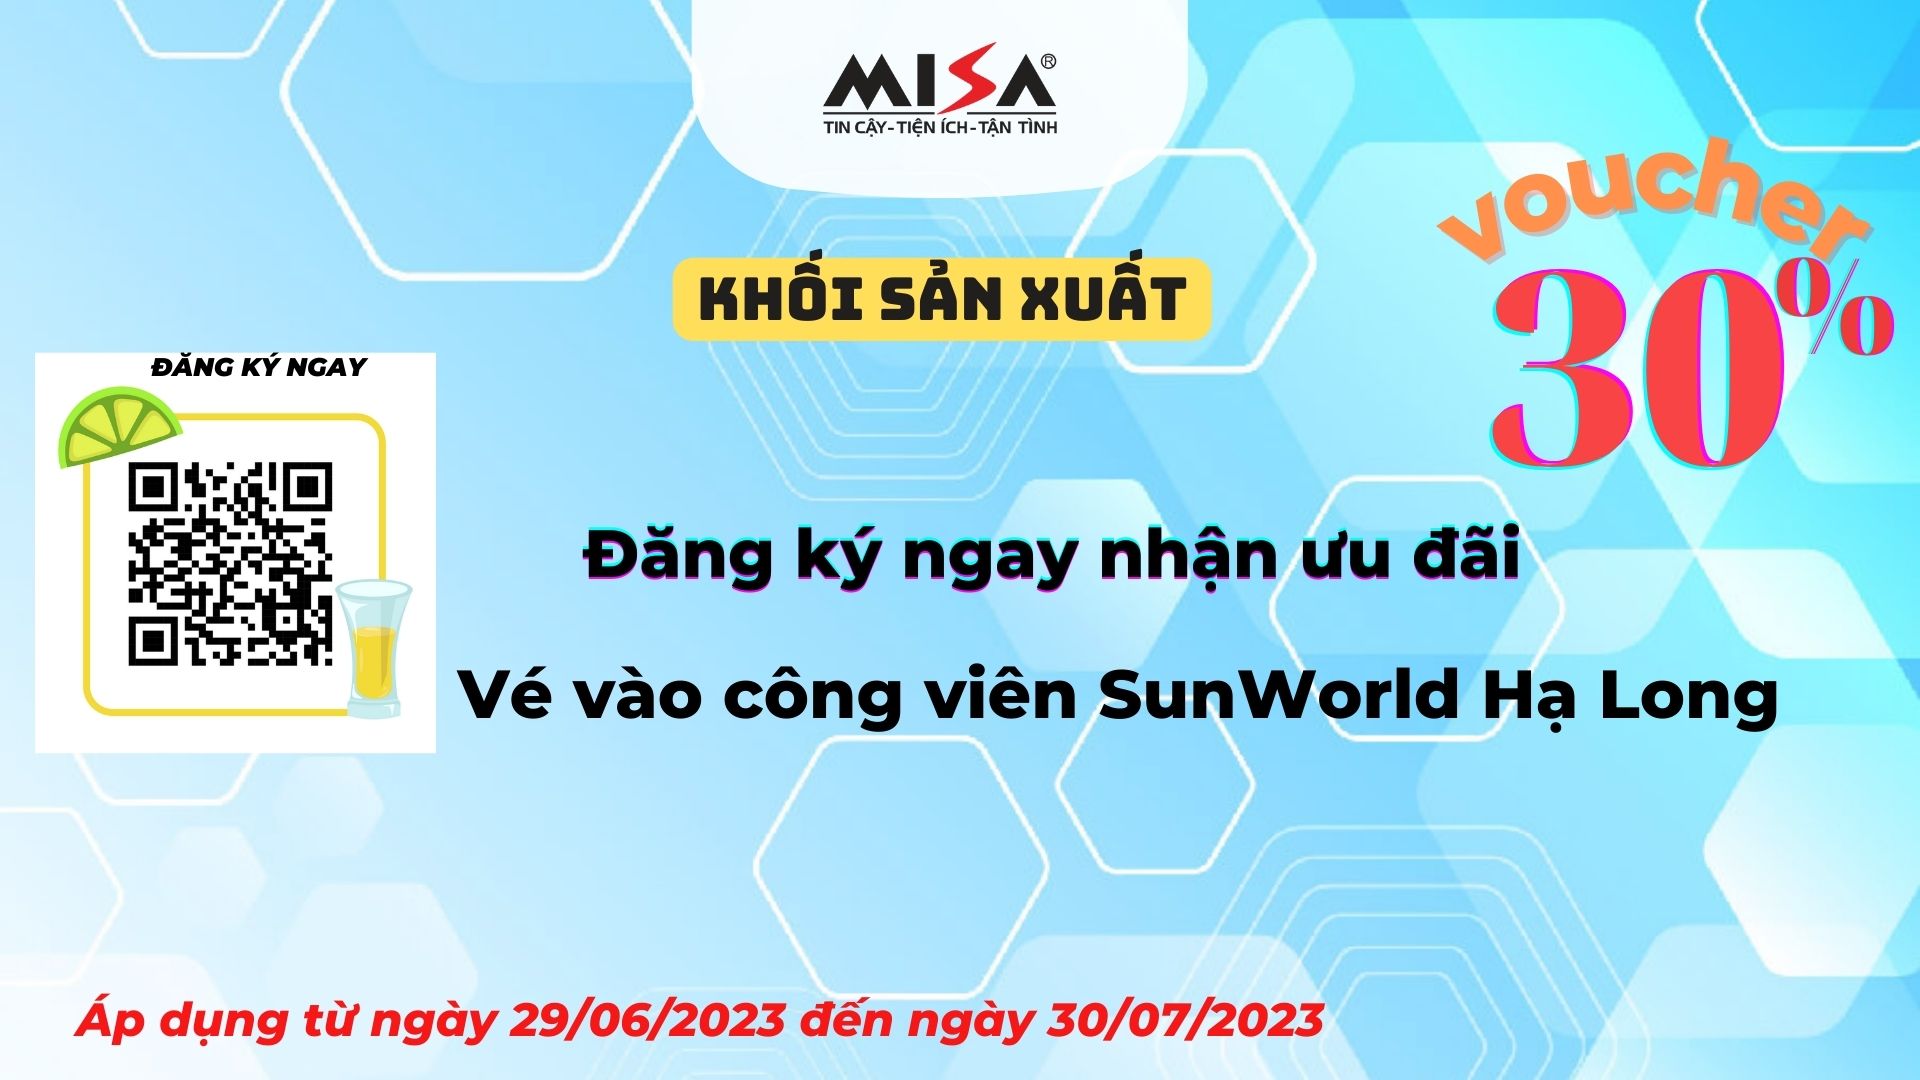 MISA®
TIN CẬY-TIỆN ÍCH-TẬN TÌNH
voucher
30%
KHỐI SẢN XUẤT
ĐĂNG KÝ NGAY
Đăng ký ngay nhận ưu đãi
Vé vào công viên SunWorld Hạ Long
Áp dụng từ ngày 29/06/2023 đến ngày 30/07/2023